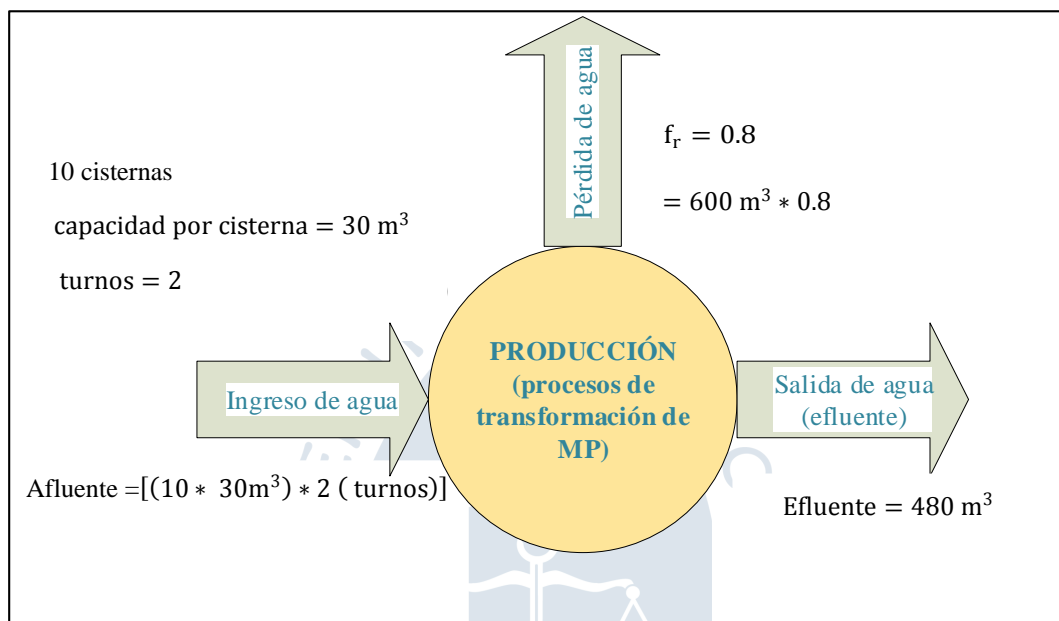 Pérdida de agua
f_r = 0.8
= 600 m³ * 0.8
10 cisternas
capacidad por cisterna = 30 m³
turnos = 2
Ingreso de agua
PRODUCCIÓN
(procesos de
transformación de
MP)
Salida de agua
(efluente)
Afluente =[(10 * 30m³) * 2 ( turnos)]
Efluente = 480 m³